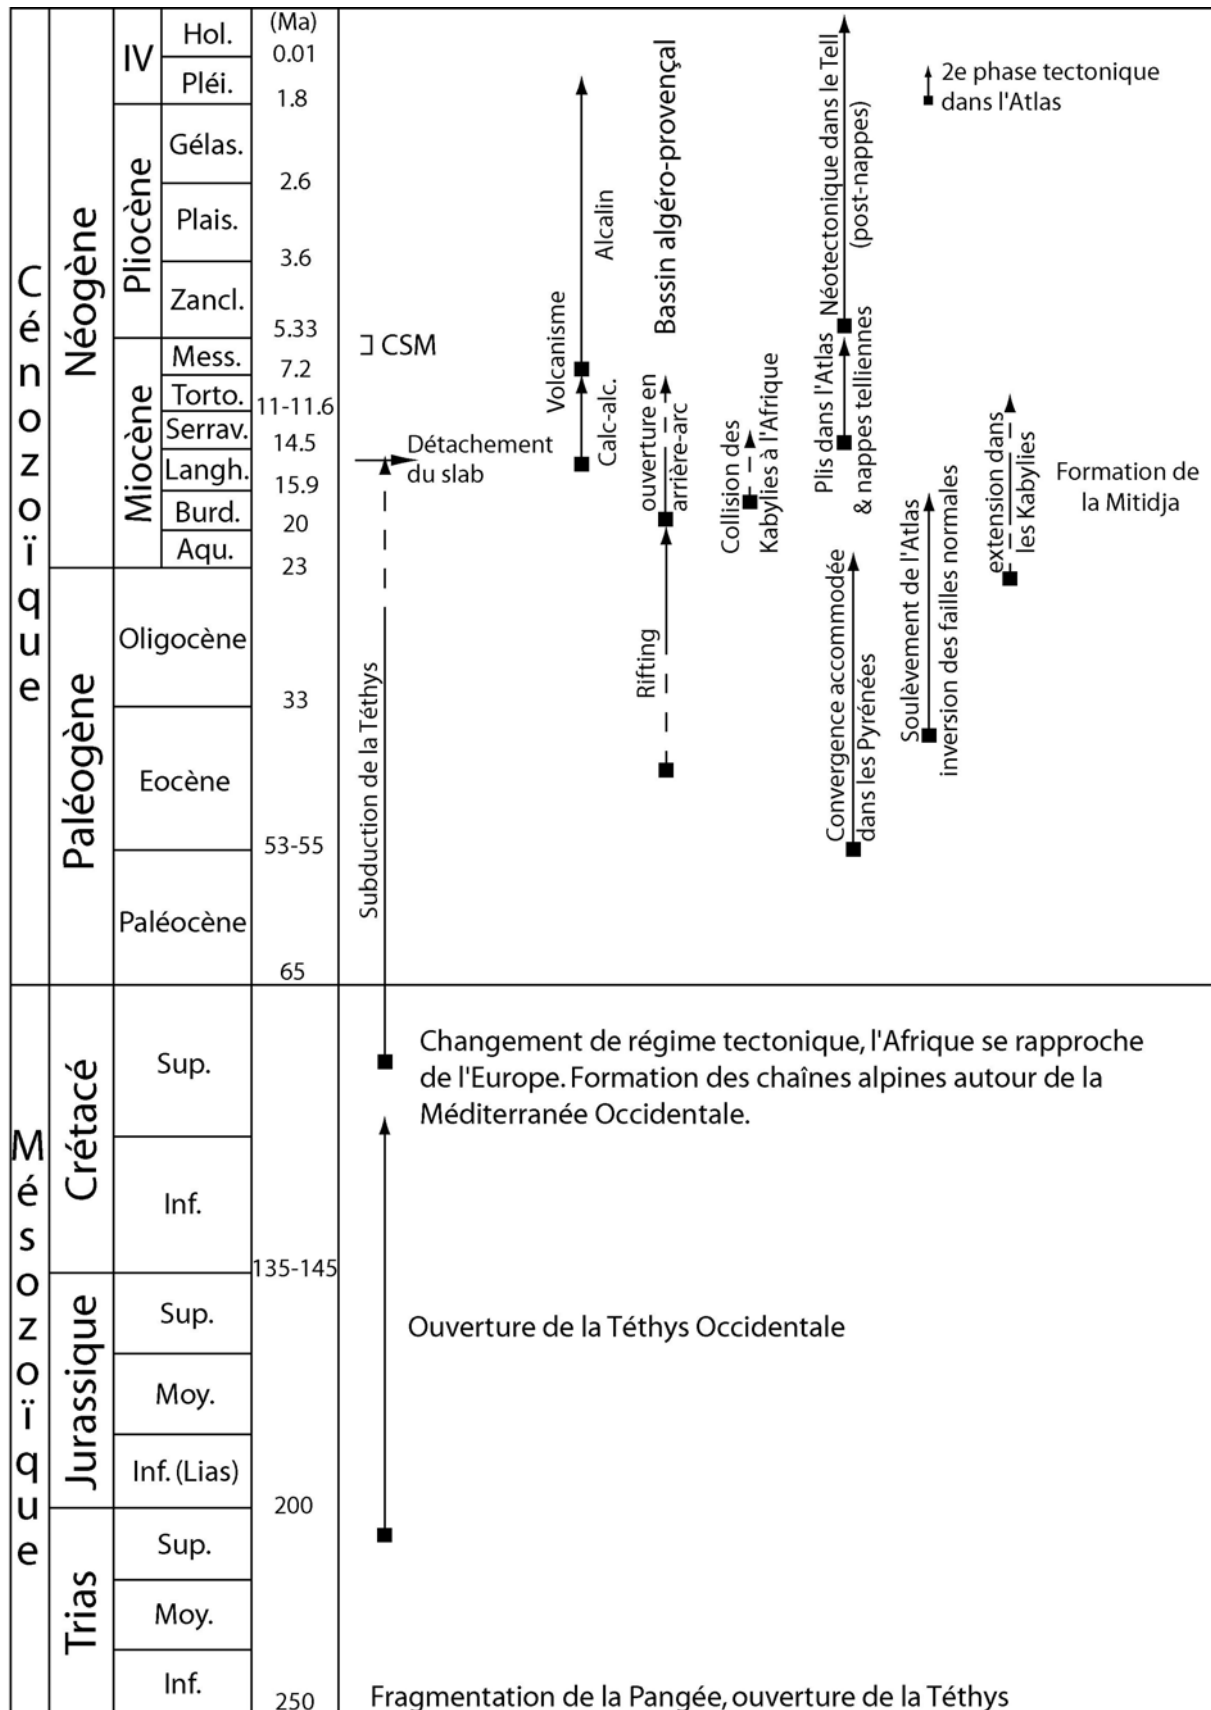 Cénozoïque
Néogène
Paléogène
IV
Pliocène
Miocène
Hol.
Pléi.
Gélas.
Plais.
Zancl.
Mess.
Torto.
Serrav.
Langh.
Burd.
Aqu.
Oligocène
Eocène
Paléocène
(Ma)
0.01
1.8
2.6
3.6
5.33
7.2
11-11.6
14.5
15.9
20
23
33
53-55
65
CSM
Détachement
du slab
Subduction de la Téthys
Volcanisme
Alcalin
Calc-alc.
Bassin algéro-provençal
ouverture en
arrière-arc
Rifting
Collision des
Kabylies à l'Afrique
Néotectonique dans le Tell
(post-nappes)
Plis dans l'Atlas
& nappes telliennes
Convergence accommodée
dans les Pyrénées
2e phase tectonique
dans l'Atlas
Soulèvement de l'Atlas
inversion des failles normales
extension dans
les Kabylies
Formation de
la Mitidja
Mésozoïque
Crétacé
Jurassique
Trias
Sup.
Inf.
Sup.
Moy.
Inf. (Lias)
Sup.
Moy.
Inf.
135-145
200
250
Changement de régime tectonique, l'Afrique se rapproche
de l'Europe. Formation des chaînes alpines autour de la
Méditerranée Occidentale.
Ouverture de la Téthys Occidentale
Fragmentation de la Pangée, ouverture de la Téthys